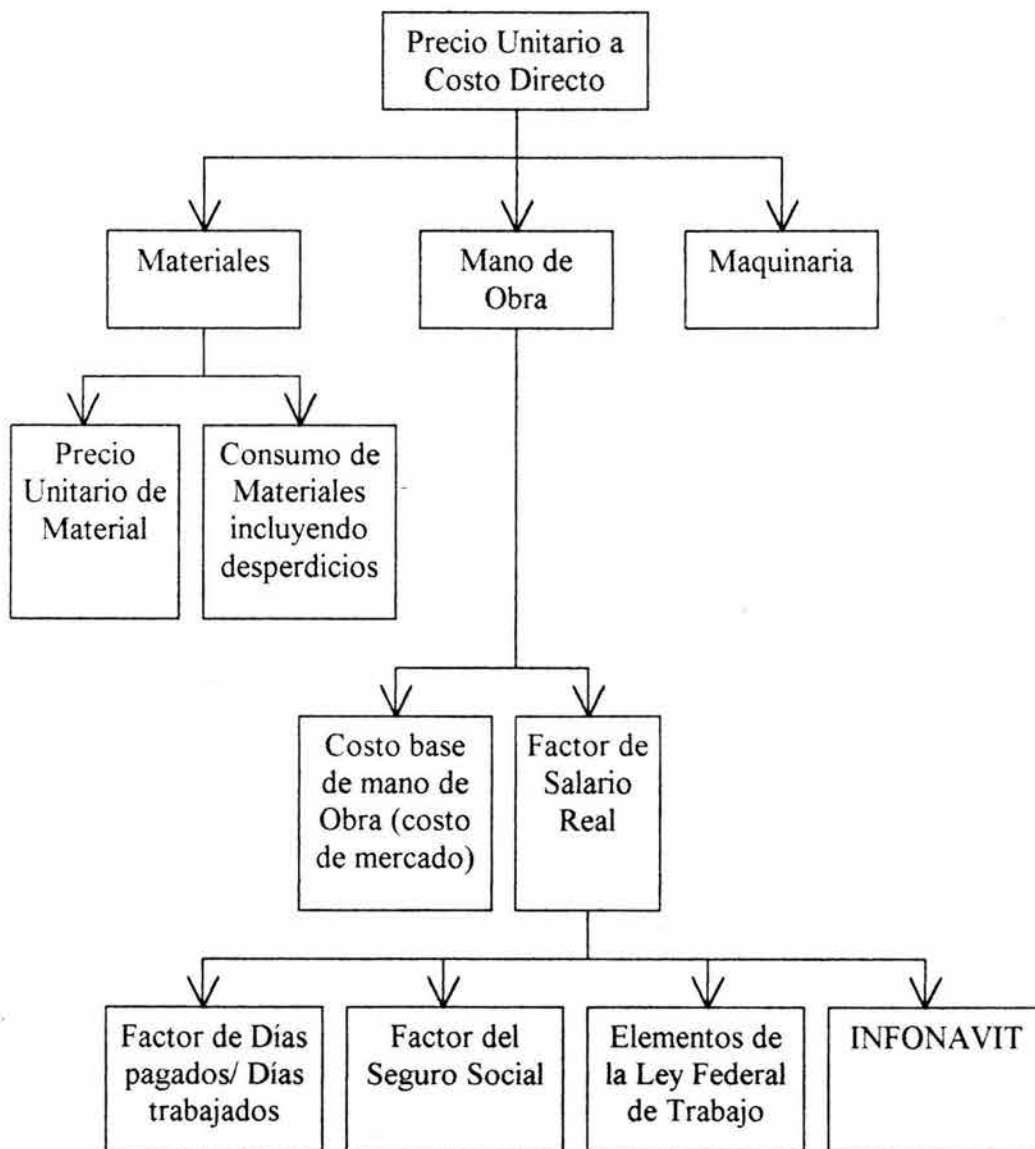 Precio Unitario a
Costo Directo
Materiales
Mano de
Obra
Maquinaria
Precio
Unitario de
Material
Consumo de
Materiales
incluyendo
desperdicios
Costo base
de mano de
Obra (costo
de mercado)
Factor de
Salario
Real
Factor de Días
pagados/ Días
trabajados
Factor del
Seguro Social
Elementos de
la Ley Federal
de Trabajo
INFONAVIT